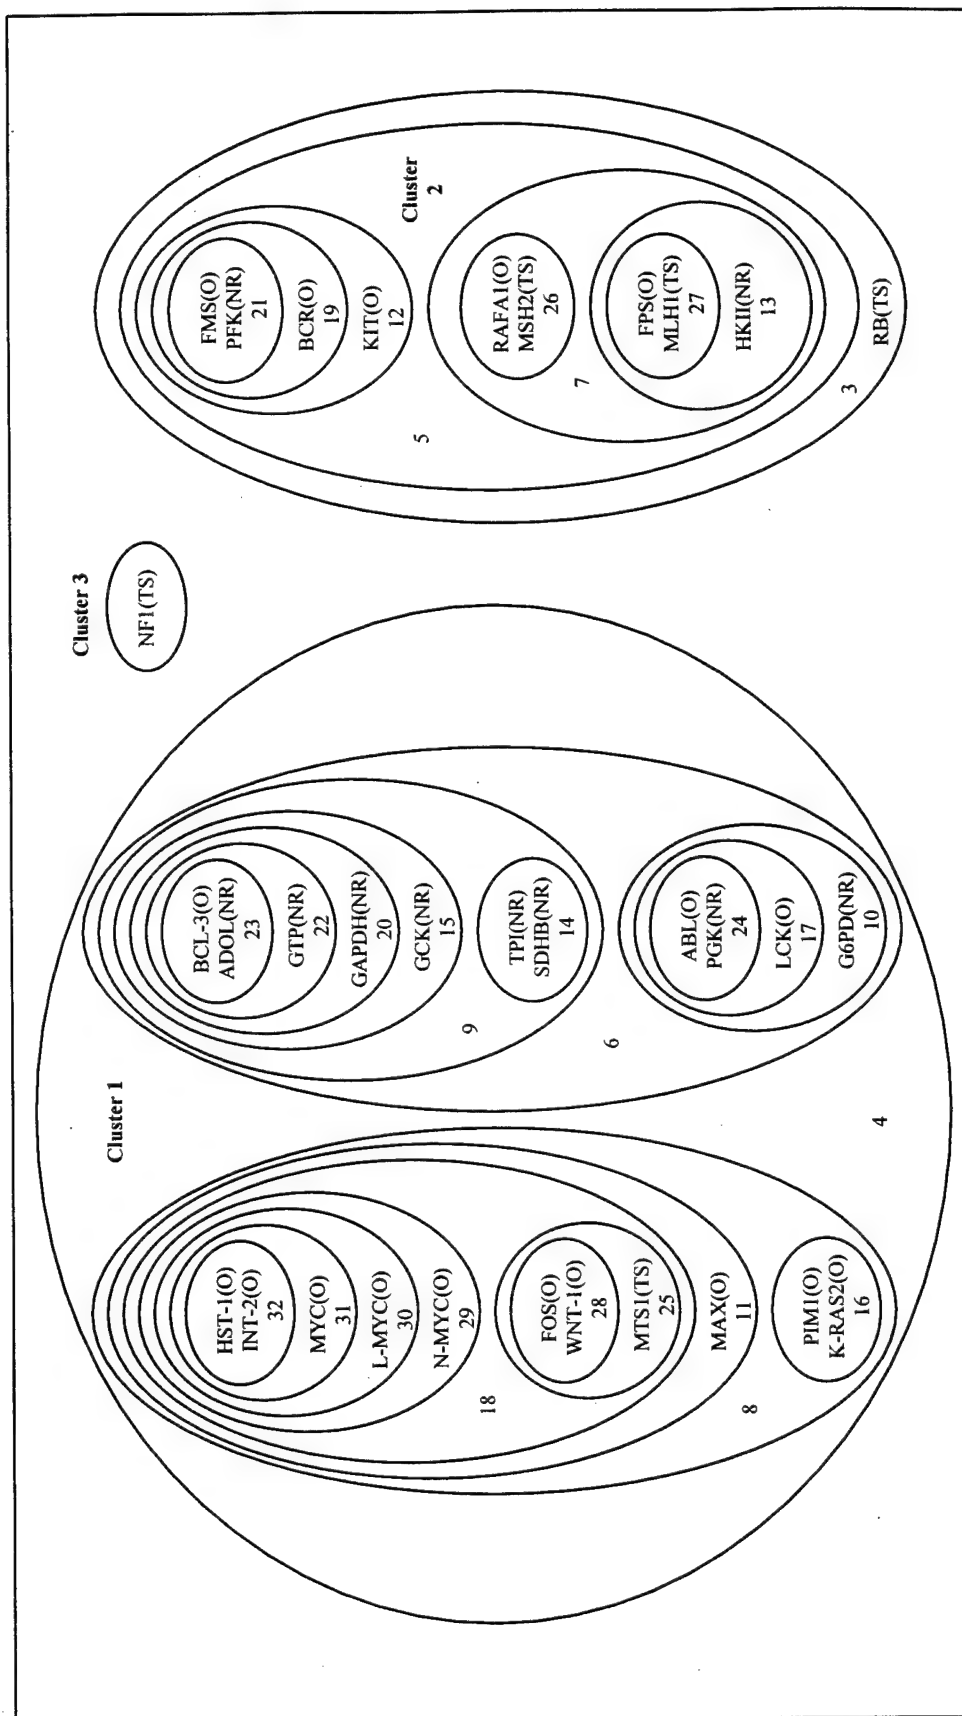 Cluster 1
HST-1(O)
INT-2(O)
32
MYC(O)
31
L-MYC(O)
30
N-MYC(O)
29
18
FOS(O)
WNT-1(O)
28
MTS1(TS)
25
MAX(O)
11
8
PIM1(O)
K-RAS2(O)
16
BCL-3(O)
ADOL(NR)
23
GTP(NR)
22
GAPDH(NR)
20
GCK(NR)
15
9
TPI(NR)
SDHB(NR)
14
6
ABL(O)
PGK(NR)
24
LCK(O)
17
G6PD(NR)
10
4
Cluster 3
NF1(TS)
Cluster
2
FMS(O)
PFK(NR)
21
BCR(O)
19
KIT(O)
12
5
RAFA1(O)
MSH2(TS)
26
7
FPS(O)
MLH1(TS)
27
HKII(NR)
13
3
RB(TS)